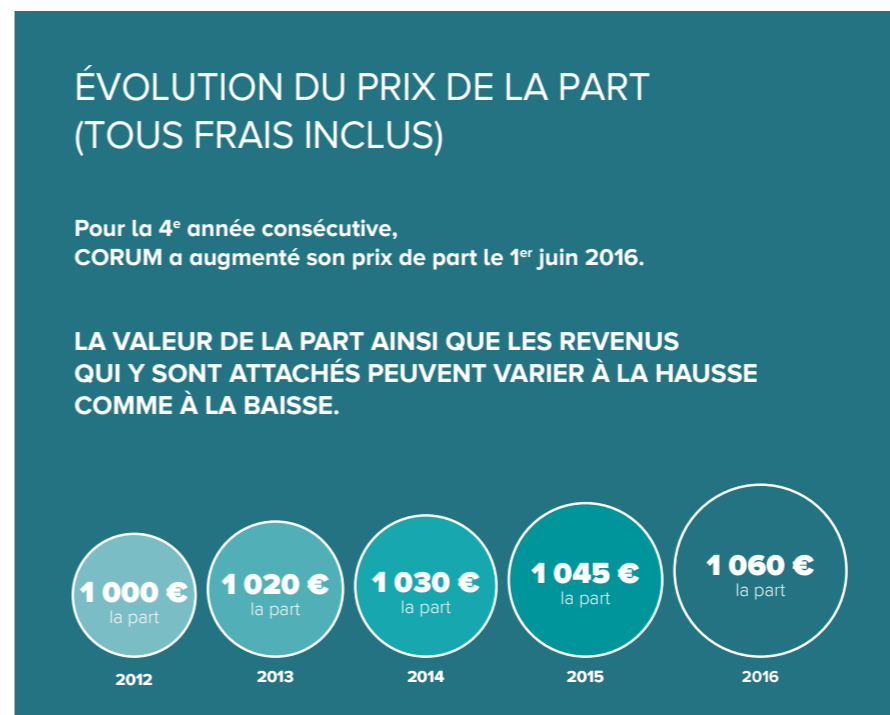 ÉVOLUTION DU PRIX DE LA PART
(TOUS FRAIS INCLUS)
Pour la 4e année consécutive,
CORUM a augmenté son prix de part le 1er juin 2016.
LA VALEUR DE LA PART AINSI QUE LES REVENUS
QUI Y SONT ATTACHÉS PEUVENT VARIER À LA HAUSSE
COMME À LA BAISSE.
1 000 €
la part
2012
1 020 €
la part
2013
1 030 €
la part
2014
1 045 €
la part
2015
1 060 €
la part
2016